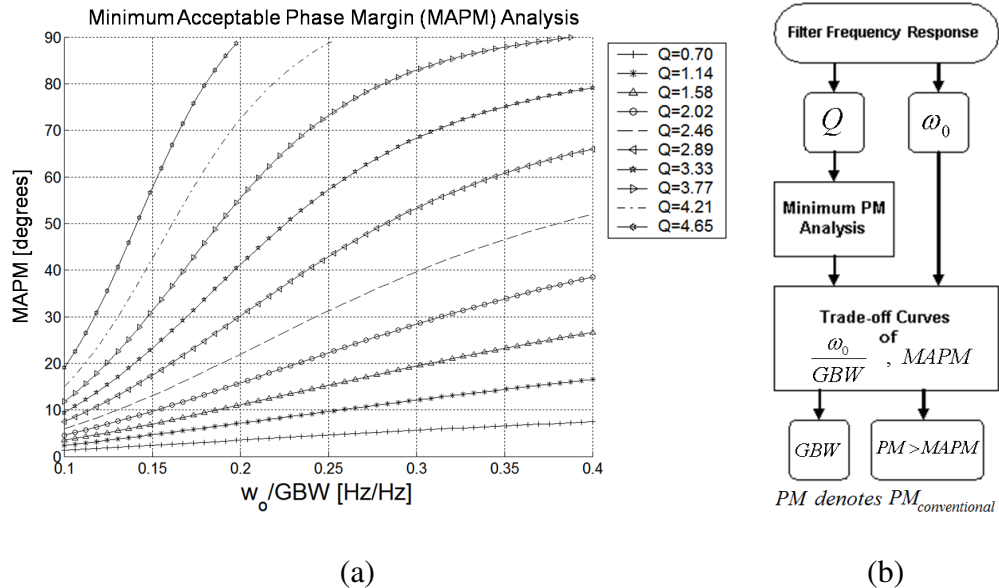 Minimum Acceptable Phase Margin (MAPM) Analysis
MAPM [degrees]
90
80
70
60
50
40
30
20
10
0
0.1
0.15
0.2
0.25
0.3
0.35
0.4
w_o/GBW [Hz/Hz]
Q=0.70
Q=1.14
Q=1.58
Q=2.02
Q=2.46
Q=2.89
Q=3.33
Q=3.77
Q=4.21
Q=4.65
(a)
Filter Frequency Response
Q
ω₀
Minimum PM
Analysis
Trade-off Curves
of
ω₀/GBW , MAPM
GBW
PM>MAPM
PM denotes PM_conventional
(b)